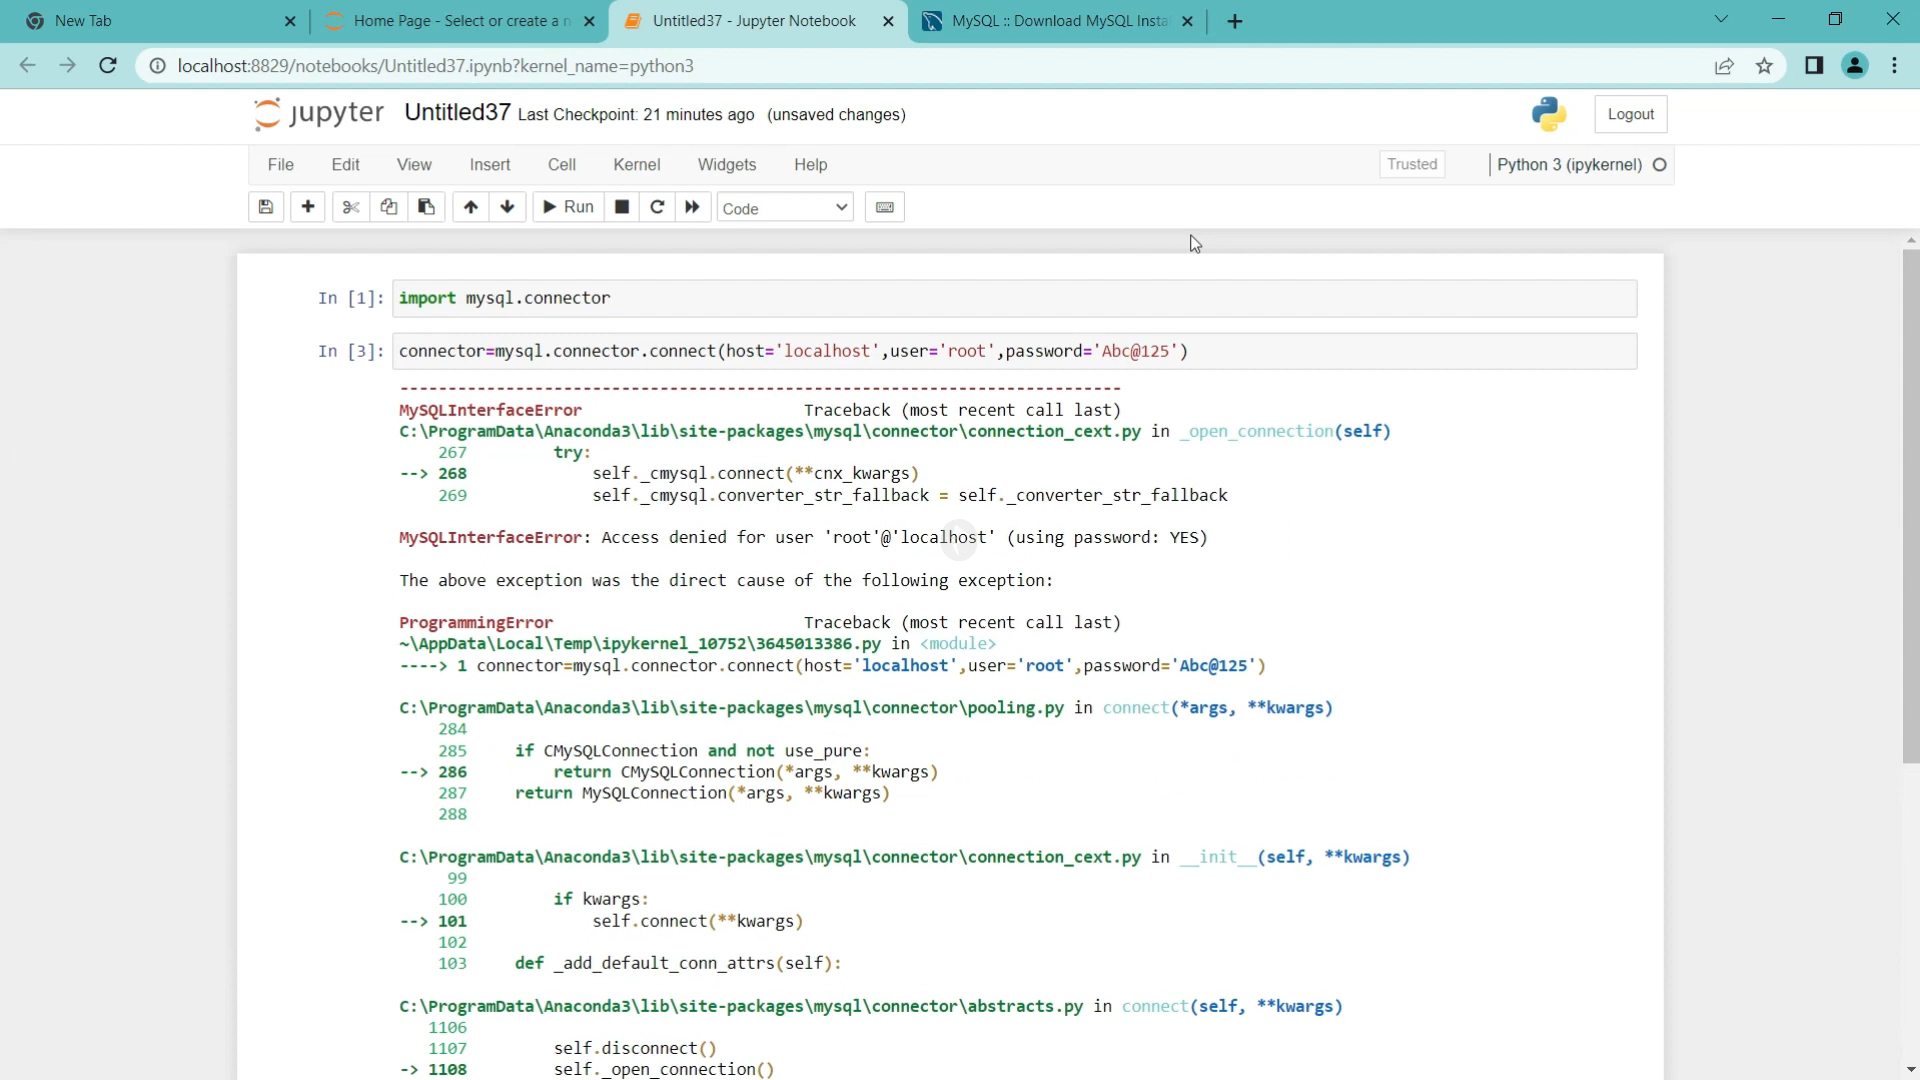 New Tab
Home Page - Select or create a n
Untitled37 - Jupyter Notebook
MySQL :: Download MySQL Insta
localhost:8829/notebooks/Untitled37.ipynb?kernel_name=python3
jupyter Untitled37 Last Checkpoint: 21 minutes ago (unsaved changes)
Logout
File Edit View Insert Cell Kernel Widgets Help
Trusted
Python 3 (ipykernel)
Run
Code
In [1]: import mysql.connector
In [3]: connector=mysql.connector.connect(host='localhost',user='root',password='Abc@125')
---------------------------------------------------------------------------
MySQLInterfaceError Traceback (most recent call last)
C:\ProgramData\Anaconda3\lib\site-packages\mysql\connector\connection_cext.py in _open_connection(self)
267 try:
--> 268 self._cmysql.connect(**cnx_kwargs)
269 self._cmysql.converter_str_fallback = self._converter_str_fallback
MySQLInterfaceError: Access denied for user 'root'@'localhost' (using password: YES)
The above exception was the direct cause of the following exception:
ProgrammingError Traceback (most recent call last)
~\AppData\Local\Temp\ipykernel_10752\3645013386.py in <module>
----> 1 connector=mysql.connector.connect(host='localhost',user='root',password='Abc@125')
C:\ProgramData\Anaconda3\lib\site-packages\mysql\connector\pooling.py in connect(*args, **kwargs)
284
285 if CMySQLConnection and not use_pure:
--> 286 return CMySQLConnection(*args, **kwargs)
287 return MySQLConnection(*args, **kwargs)
288
C:\ProgramData\Anaconda3\lib\site-packages\mysql\connector\connection_cext.py in __init__(self, **kwargs)
99
100 if kwargs:
--> 101 self.connect(**kwargs)
102
103 def _add_default_conn_attrs(self):
C:\ProgramData\Anaconda3\lib\site-packages\mysql\connector\abstracts.py in connect(self, **kwargs)
1106
1107 self.disconnect()
-> 1108 self._open_connection()